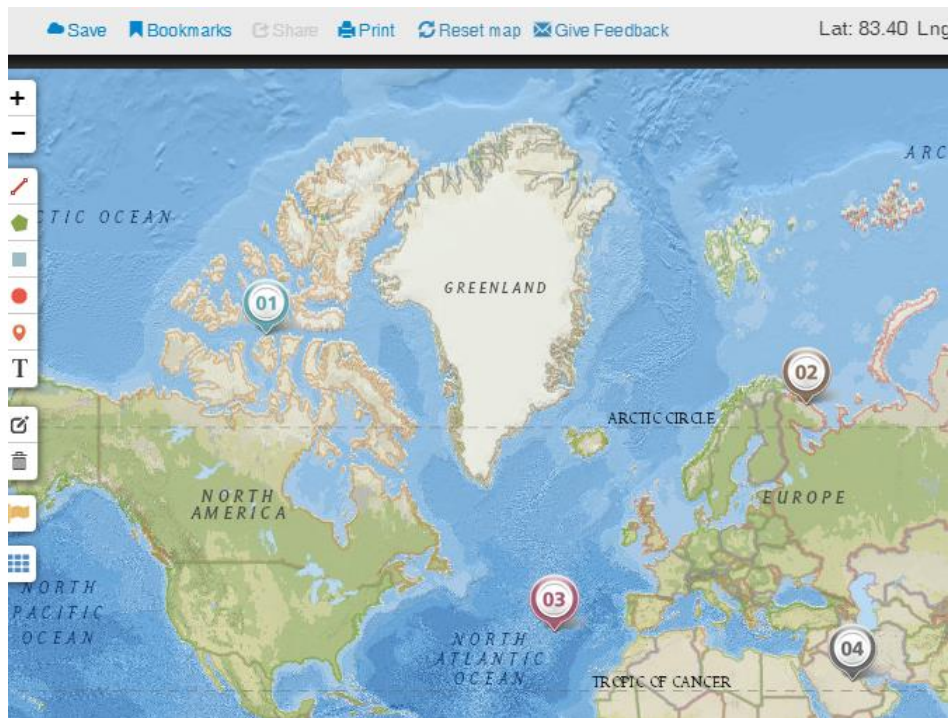 Save Bookmarks Share Print Reset map Give Feedback Lat: 83.40 Lng
+
−
ARC
CTIC OCEAN
GREENLAND
01
T
02
ARCTIC CIRCLE
NORTH
AMERICA
EUROPE
03
NORTH
PACIFIC
OCEAN
NORTH
ATLANTIC
OCEAN
04
TROPIC OF CANCER